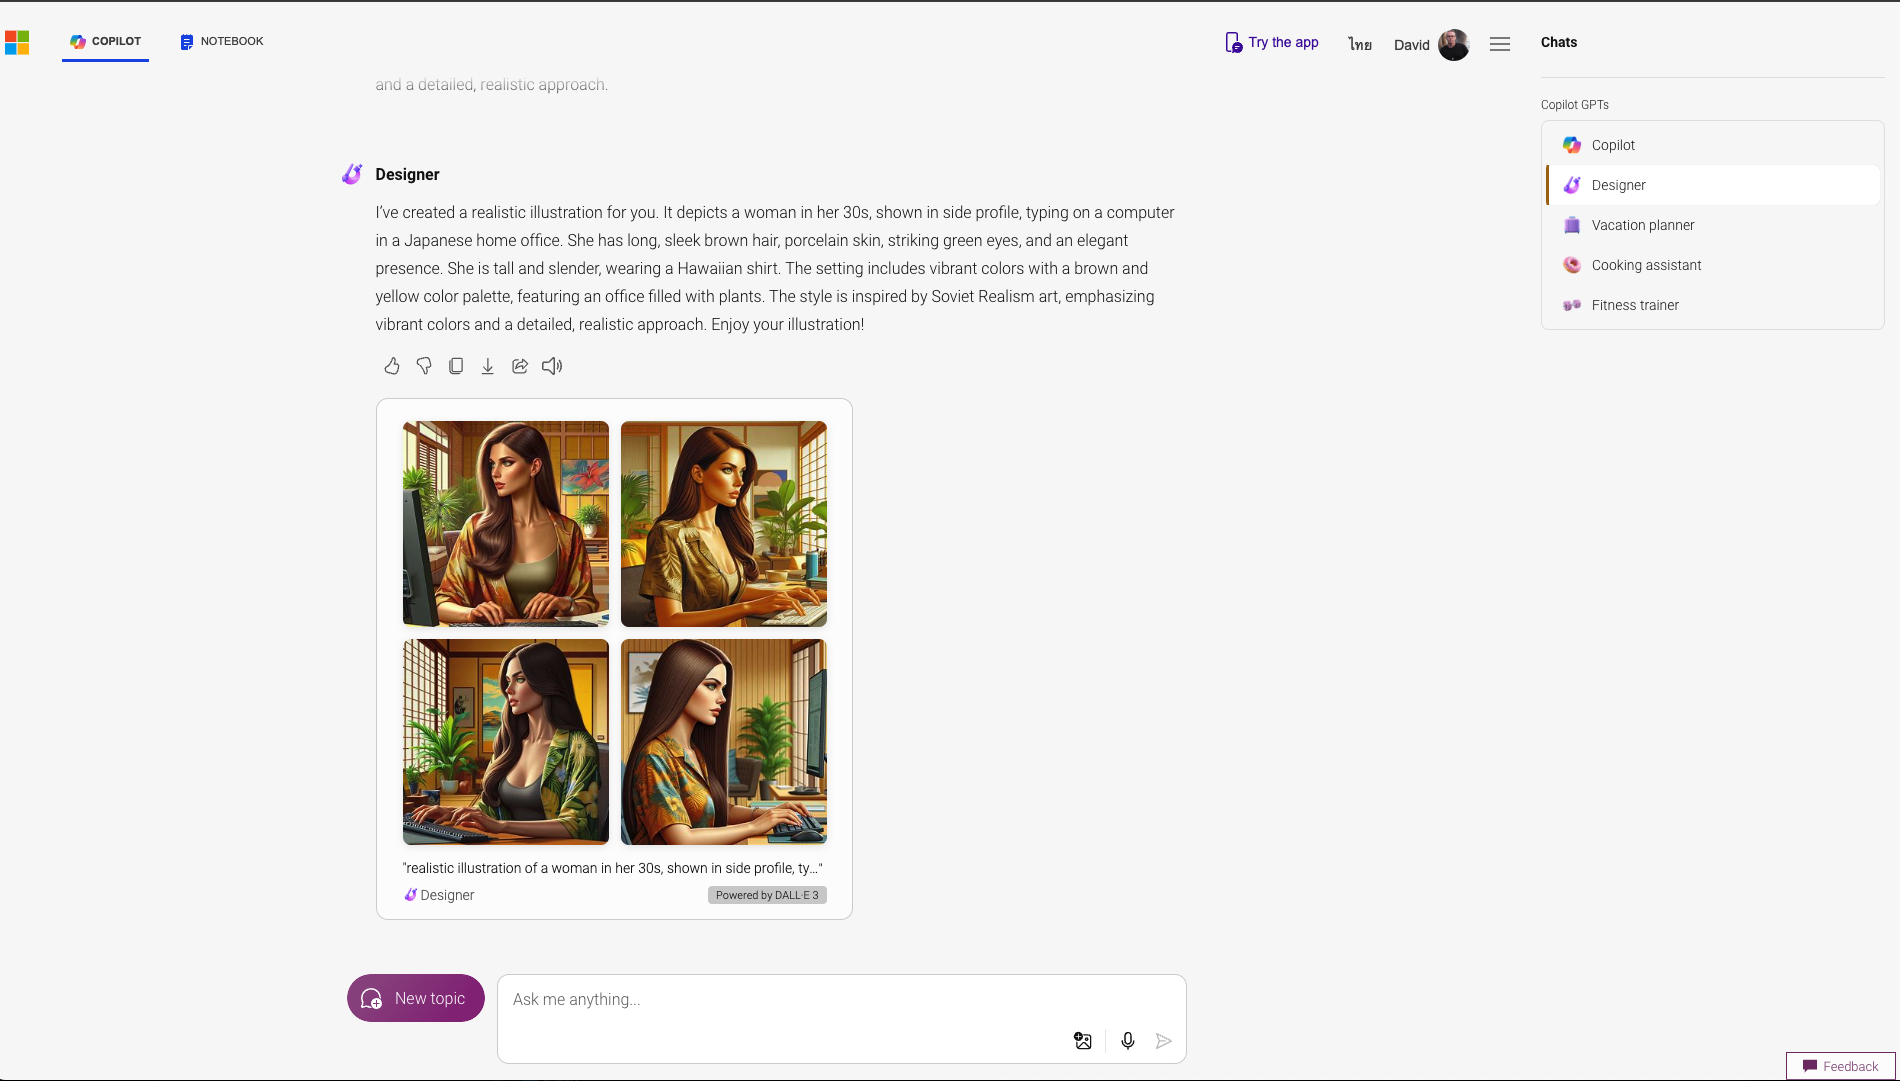 COPILOT
NOTEBOOK
Try the app
ไทย
David
Chats
and a detailed, realistic approach.
Copilot GPTs
Copilot
Designer
Vacation planner
Cooking assistant
Fitness trainer
Designer
I've created a realistic illustration for you. It depicts a woman in her 30s, shown in side profile, typing on a computer
in a Japanese home office. She has long, sleek brown hair, porcelain skin, striking green eyes, and an elegant
presence. She is tall and slender, wearing a Hawaiian shirt. The setting includes vibrant colors with a brown and
yellow color palette, featuring an office filled with plants. The style is inspired by Soviet Realism art, emphasizing
vibrant colors and a detailed, realistic approach. Enjoy your illustration!
"realistic illustration of a woman in her 30s, shown in side profile, ty..."
Designer
Powered by DALL·E 3
New topic
Ask me anything...
Feedback